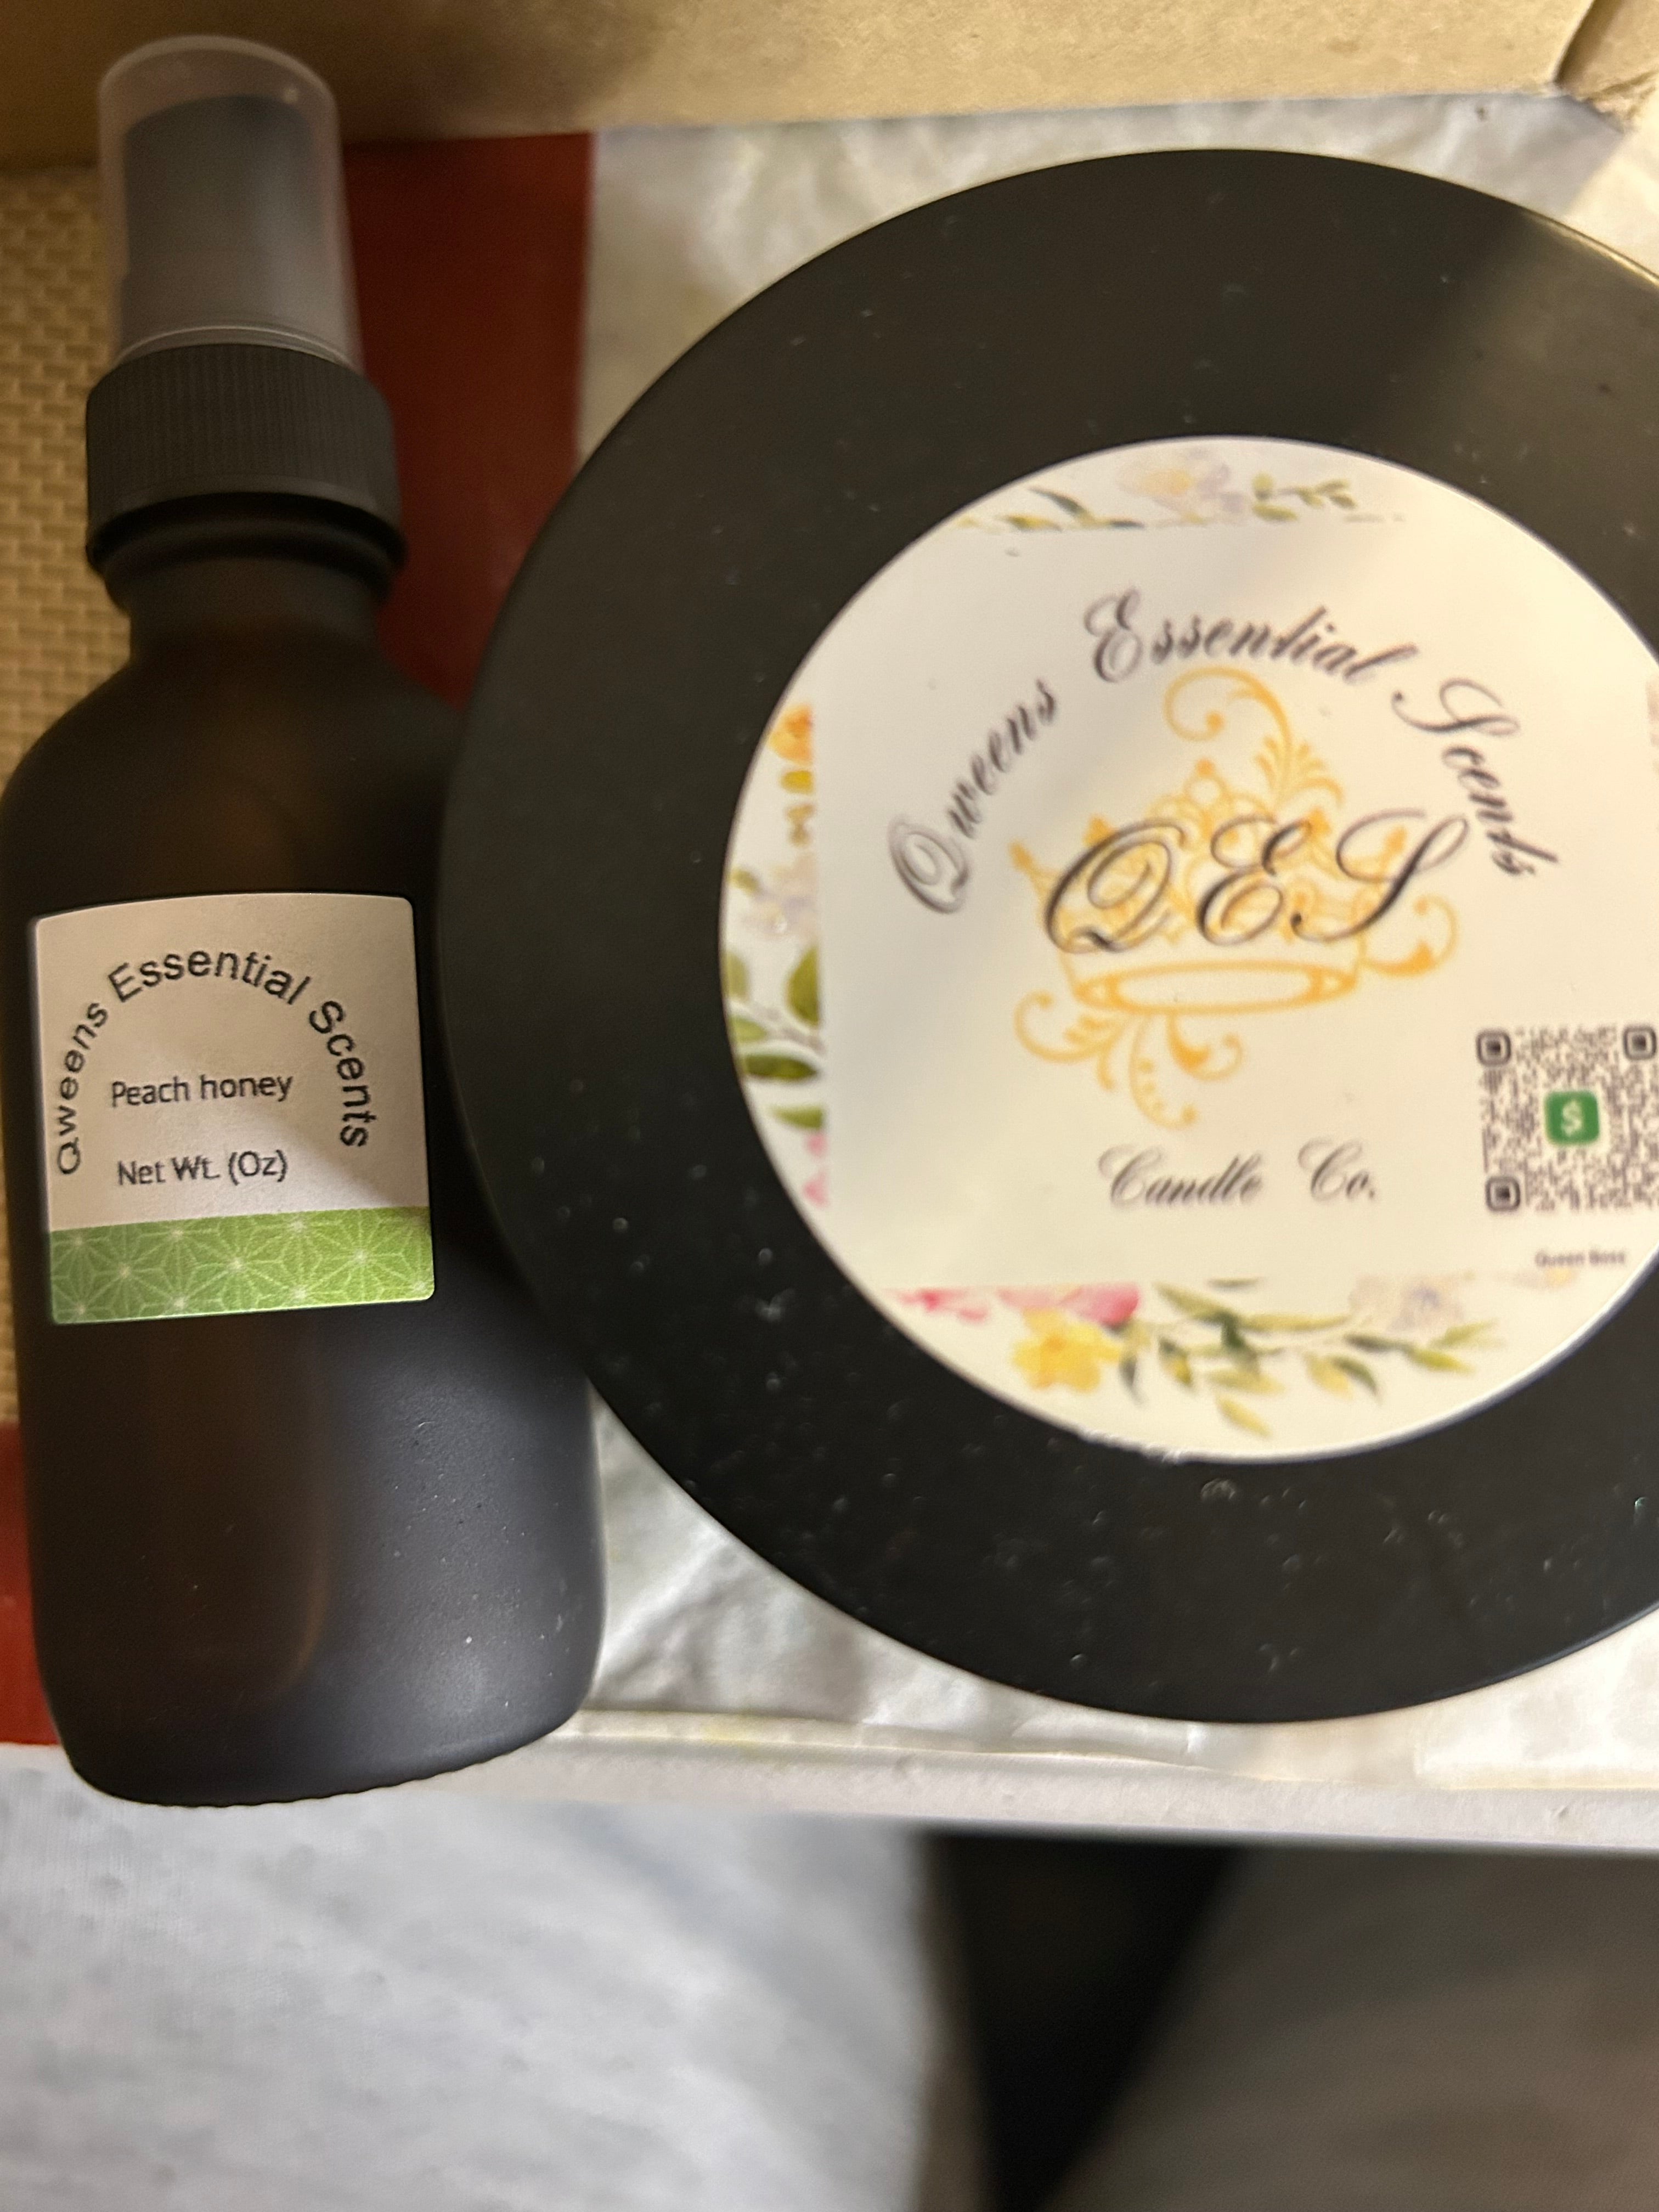 Qweens Essential Scents
Peach honey
Net Wt. (Oz)
Qweens Essential Scents
QES
Candle Co.
$
Queen Boss